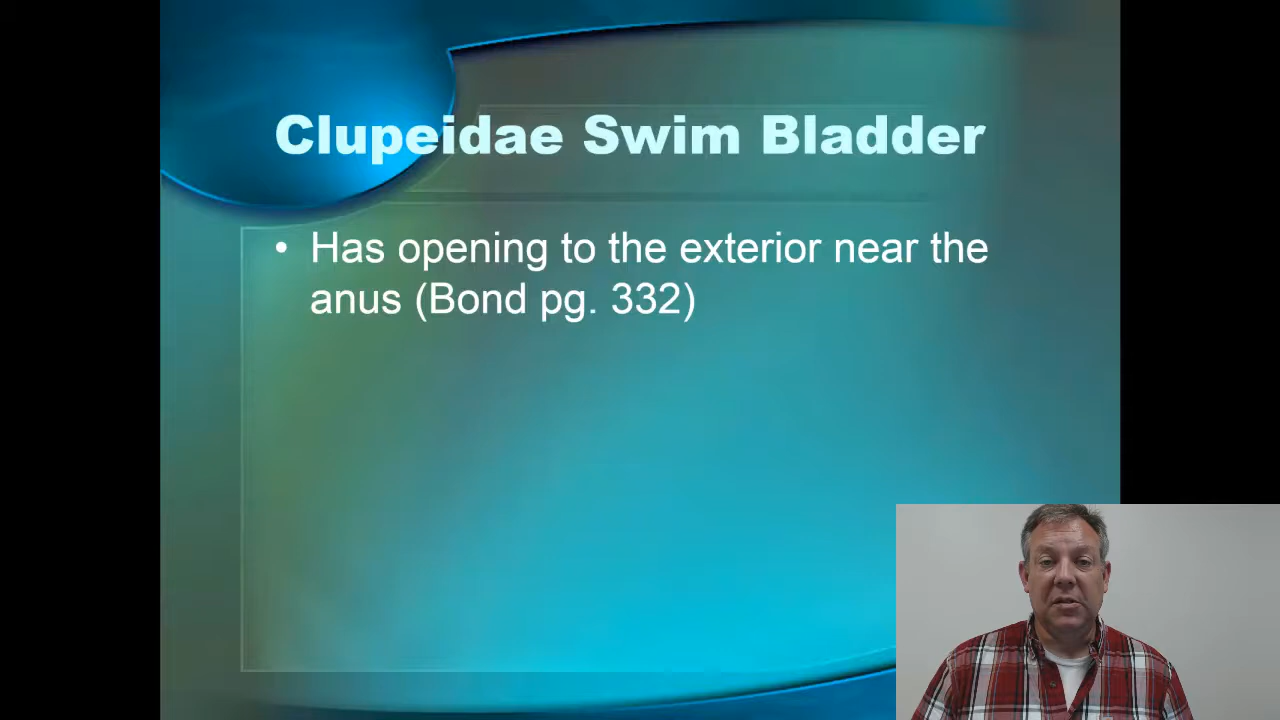 Clupeidae Swim Bladder
• Has opening to the exterior near the
anus (Bond pg. 332)